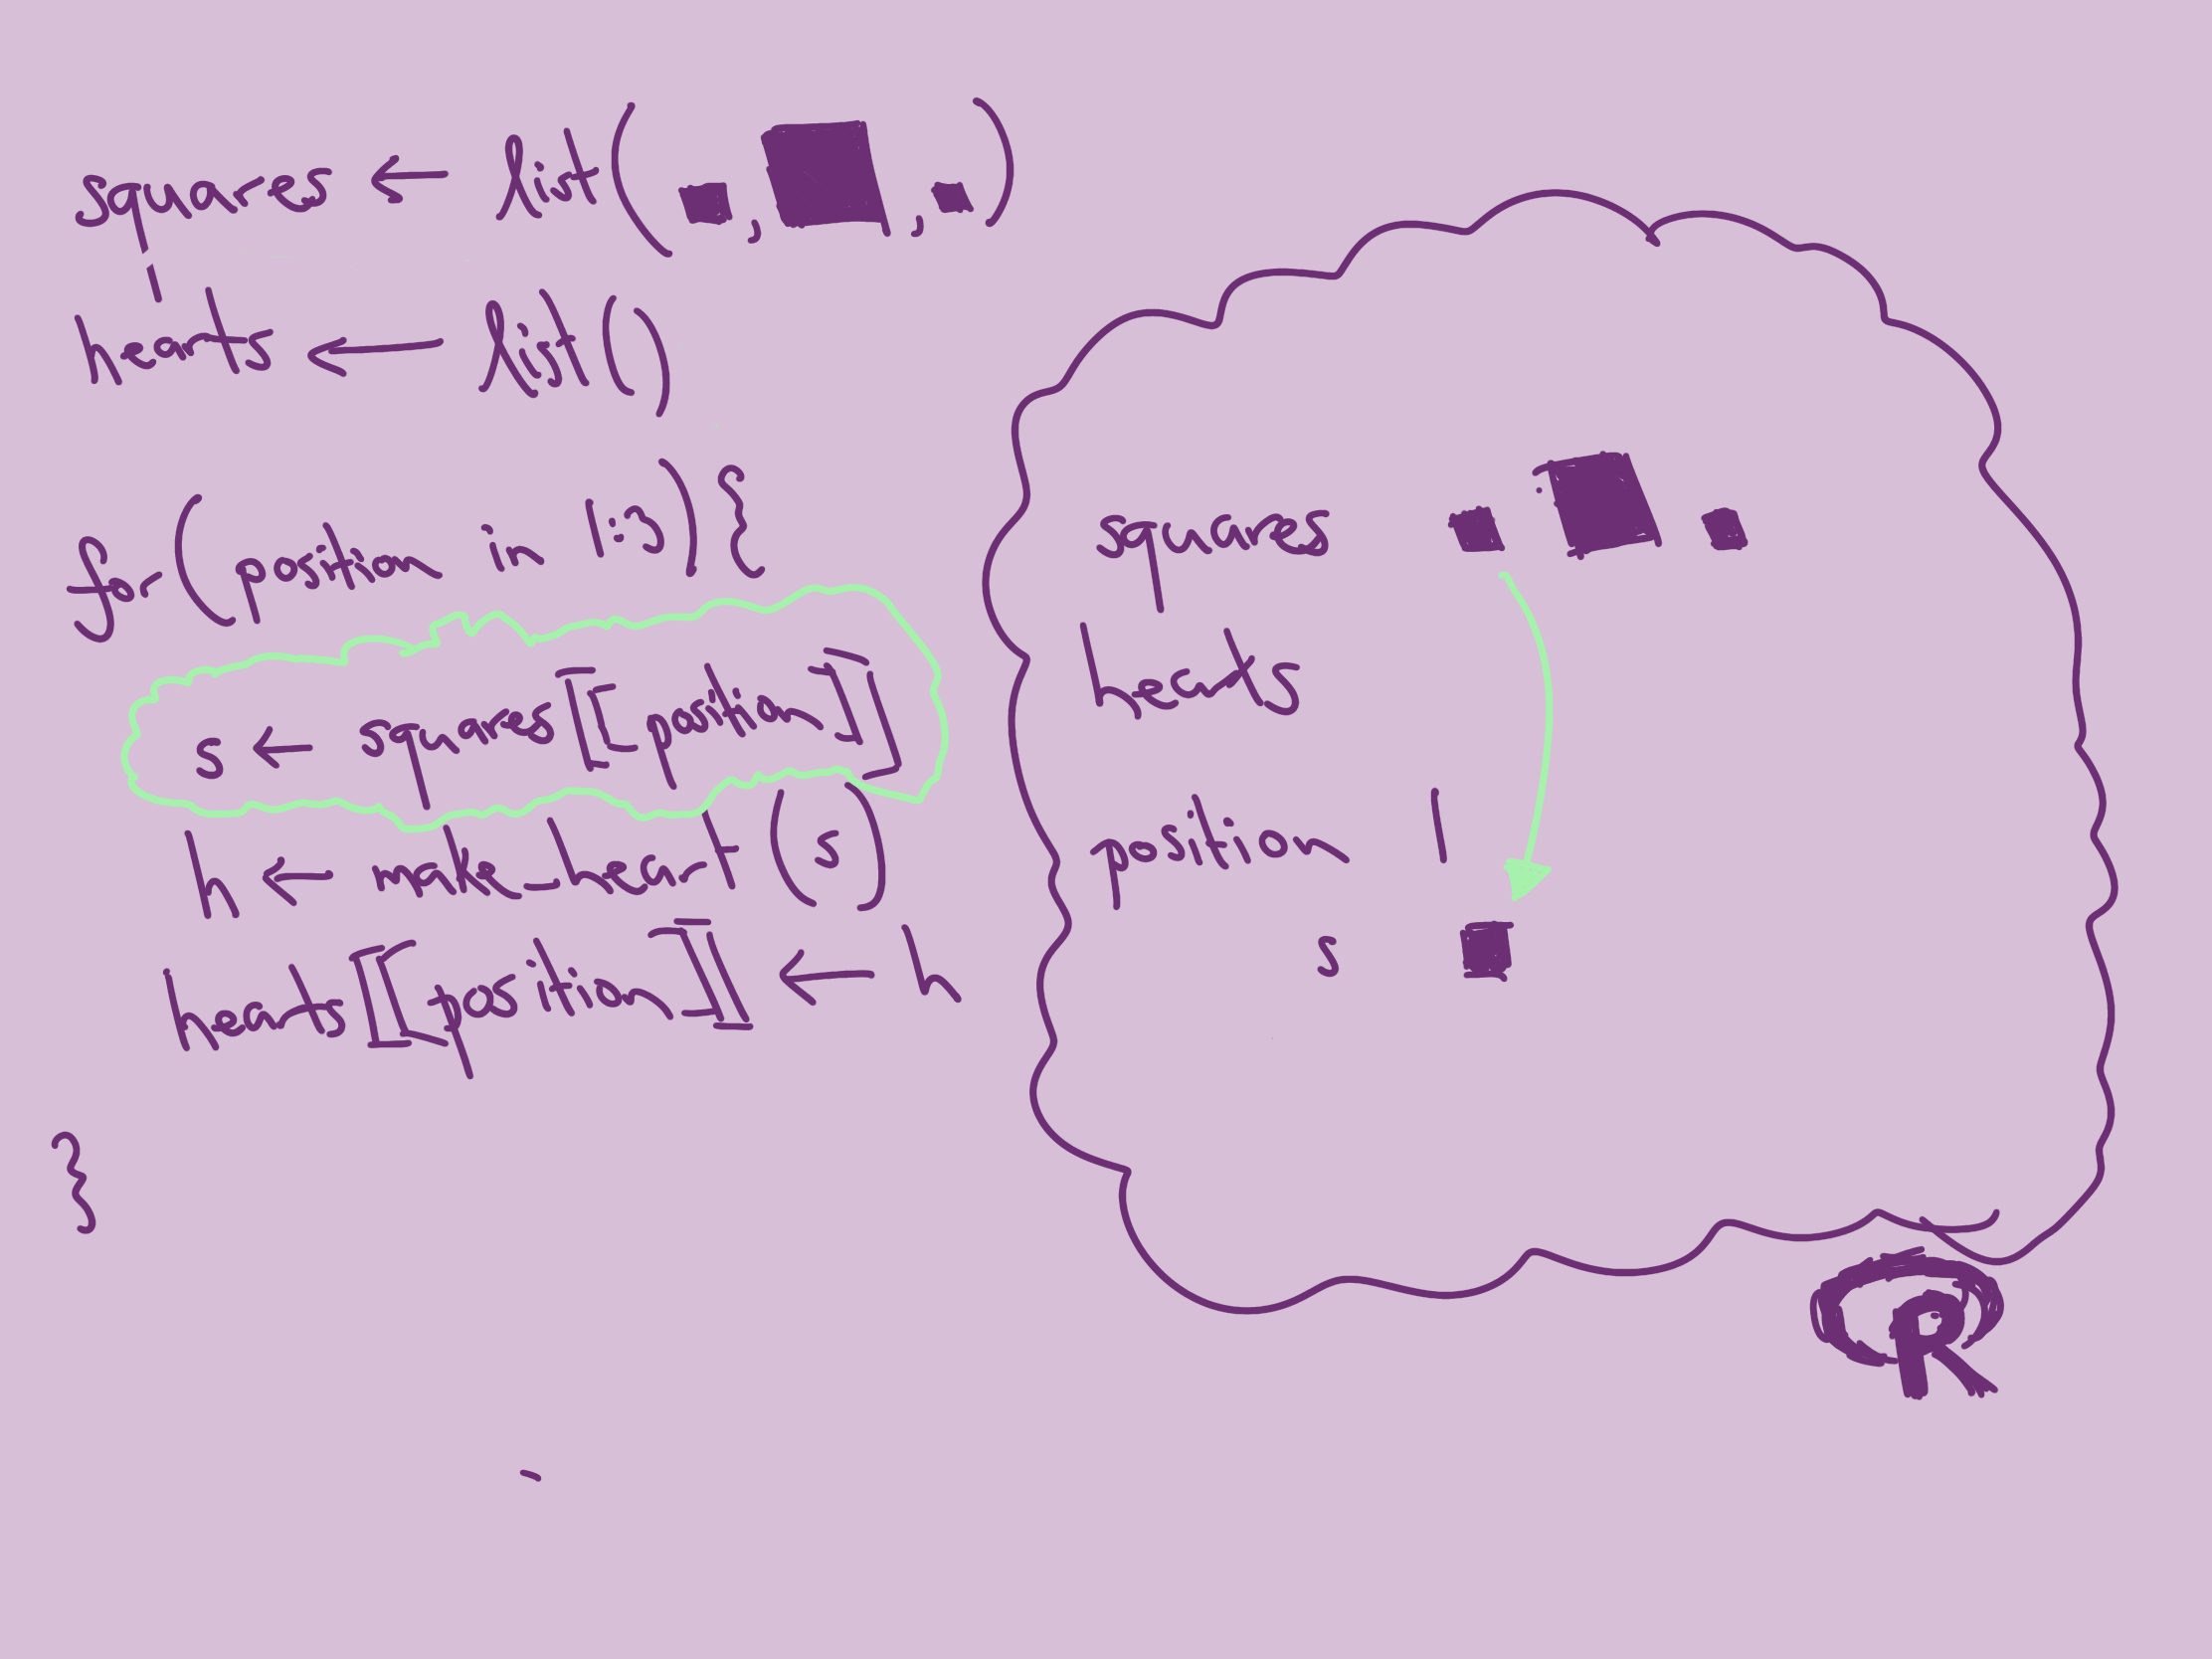 squares ← list(■, ■, ■)
hearts ← list()
for (position in 1:3) {
s ← squares[[position]]
h ← make_heart(s)
hearts[[position]] ← h
}
squares ■ ■ ■
hearts
position 1
s ■
R